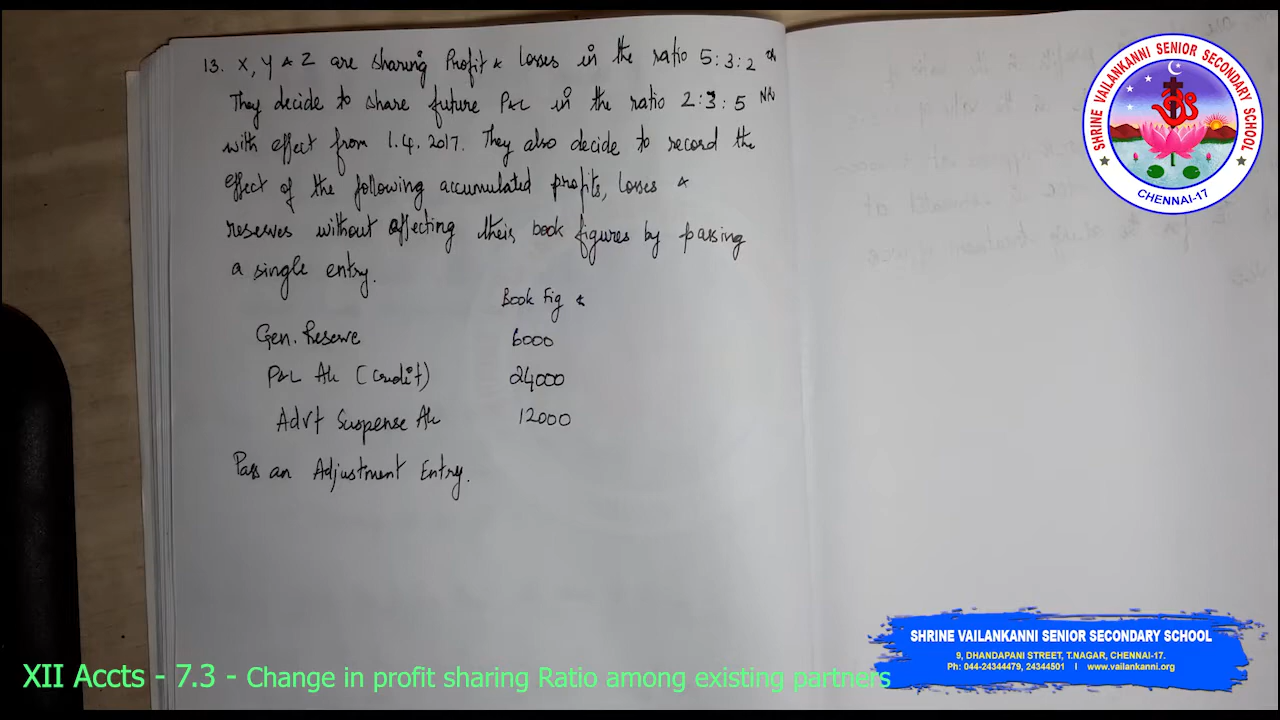 13. X, Y & Z are sharing Profit & losses in the ratio 5:3:2 OR
They decide to share future P&L in the ratio 2:3:5 NR
with effect from 1.4.2017. They also decide to record the
effect of the following accumulated profits, losses &
reserves without affecting their book figures by passing
a single entry.
Book Fig
Gen. Reserve 6000
P&L A/c (Credit) 24000
Advt Suspense A/c 12000
Pass an Adjustment Entry.
SHRINE VAILANKANNI SENIOR SECONDARY SCHOOL
CHENNAI-17
SHRINE VAILANKANNI SENIOR SECONDARY SCHOOL
9, DHANDAPANI STREET, T.NAGAR, CHENNAI-17.
Ph: 044-24344479, 24344501 I www.vailankanni.org
XII Accts - 7.3 - Change in profit sharing Ratio among existing partners